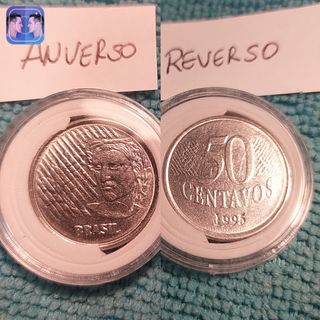 ANVERSO
REVERSO
BRASIL
50
CENTAVOS
1995